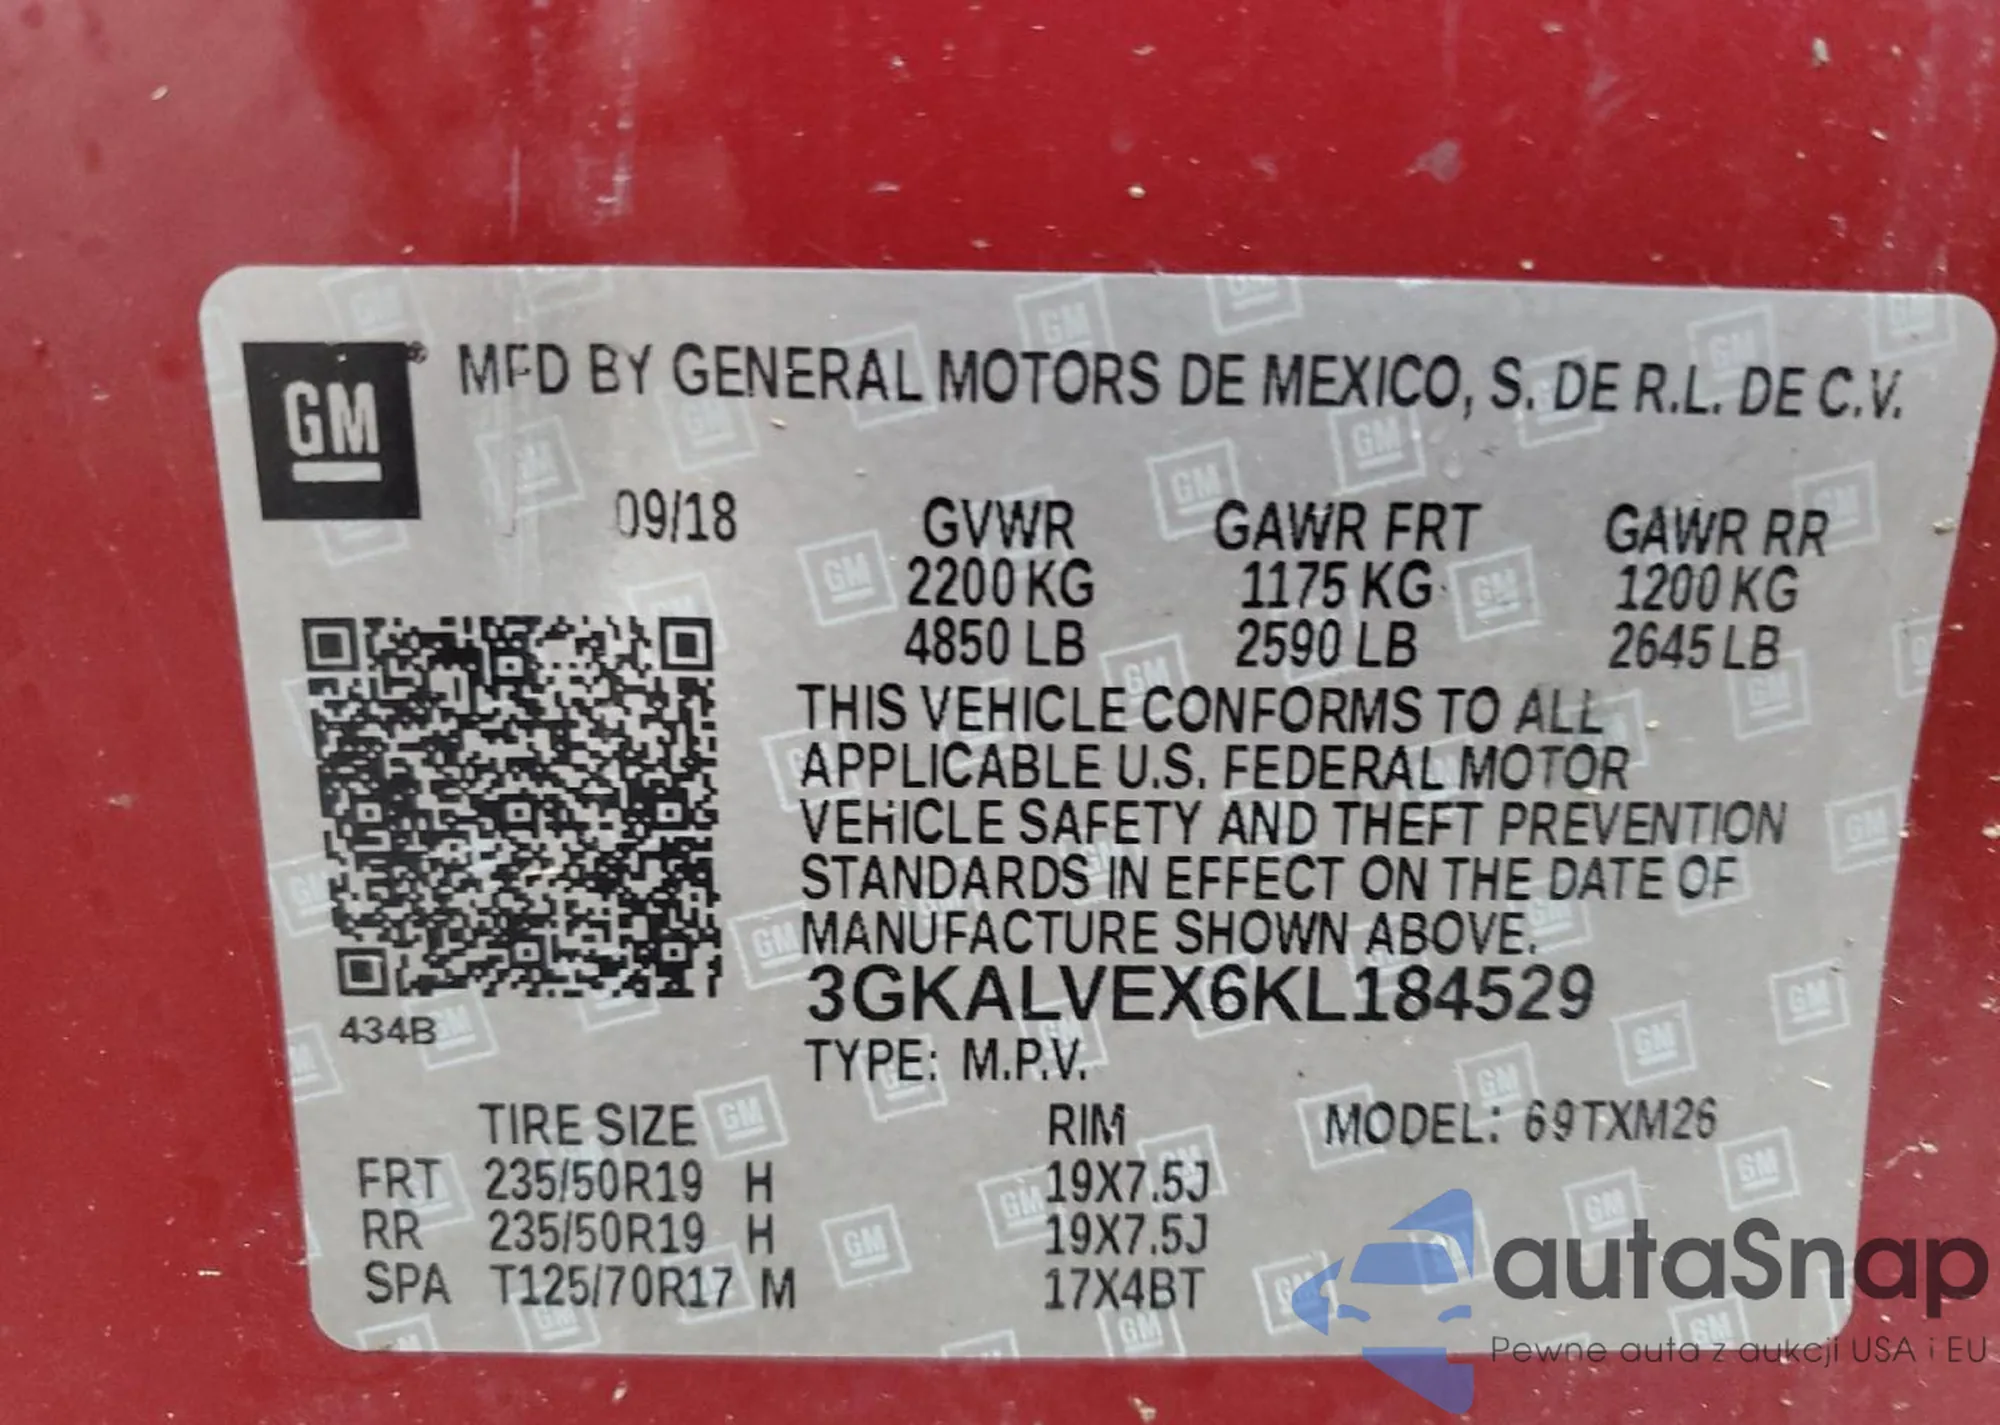 GM® MFD BY GENERAL MOTORS DE MEXICO, S. DE R.L. DE C.V.
09/18 GVWR GAWR FRT GAWR RR
2200 KG 1175 KG 1200 KG
4850 LB 2590 LB 2645 LB
THIS VEHICLE CONFORMS TO ALL
APPLICABLE U.S. FEDERAL MOTOR
VEHICLE SAFETY AND THEFT PREVENTION
STANDARDS IN EFFECT ON THE DATE OF
MANUFACTURE SHOWN ABOVE.
3GKALVEX6KL184529
434B
TYPE: M.P.V.
TIRE SIZE RIM MODEL: 69TXM26
FRT 235/50R19 H 19X7.5J
RR 235/50R19 H 19X7.5J
SPA T125/70R17 M 17X4BT
autaSnap
Pewne auta z aukcji USA i EU